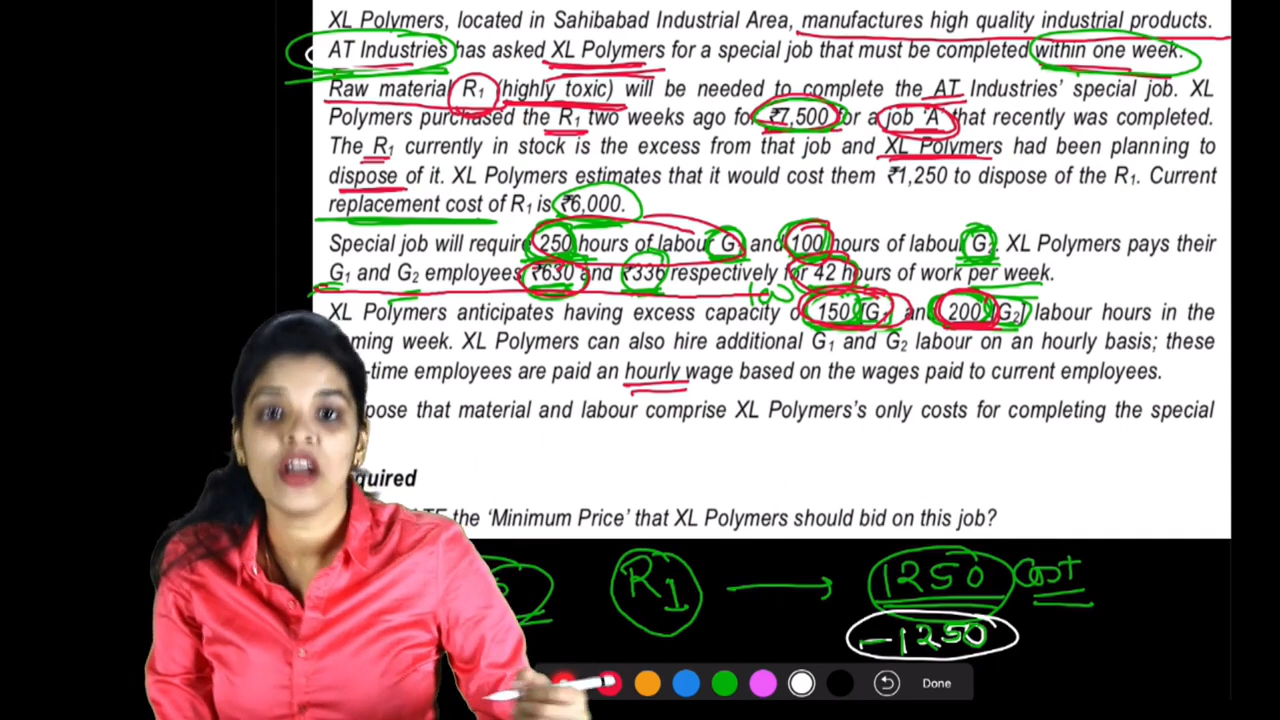 XL Polymers, located in Sahibabad Industrial Area, manufactures high quality industrial products.
AT Industries has asked XL Polymers for a special job that must be completed within one week.
Raw material R1 (highly toxic) will be needed to complete the AT Industries' special job. XL
Polymers purchased the R1 two weeks ago for ₹7,500 for a job 'A' that recently was completed.
The R1 currently in stock is the excess from that job and XL Polymers had been planning to
dispose of it. XL Polymers estimates that it would cost them ₹1,250 to dispose of the R1. Current
replacement cost of R1 is ₹6,000.
Special job will require 250 hours of labour G and 100 hours of labour G2. XL Polymers pays their
G1 and G2 employees ₹630 and ₹336 respectively for 42 hours of work per week.
100
XL Polymers anticipates having excess capacity o 150 [G and 200 [G2] labour hours in the
ming week. XL Polymers can also hire additional G1 and G2 labour on an hourly basis; these
-time employees are paid an hourly wage based on the wages paid to current employees.
pose that material and labour comprise XL Polymers's only costs for completing the special
quired
TE the 'Minimum Price' that XL Polymers should bid on this job?
R1 → 1250 Cost
-1250
Done